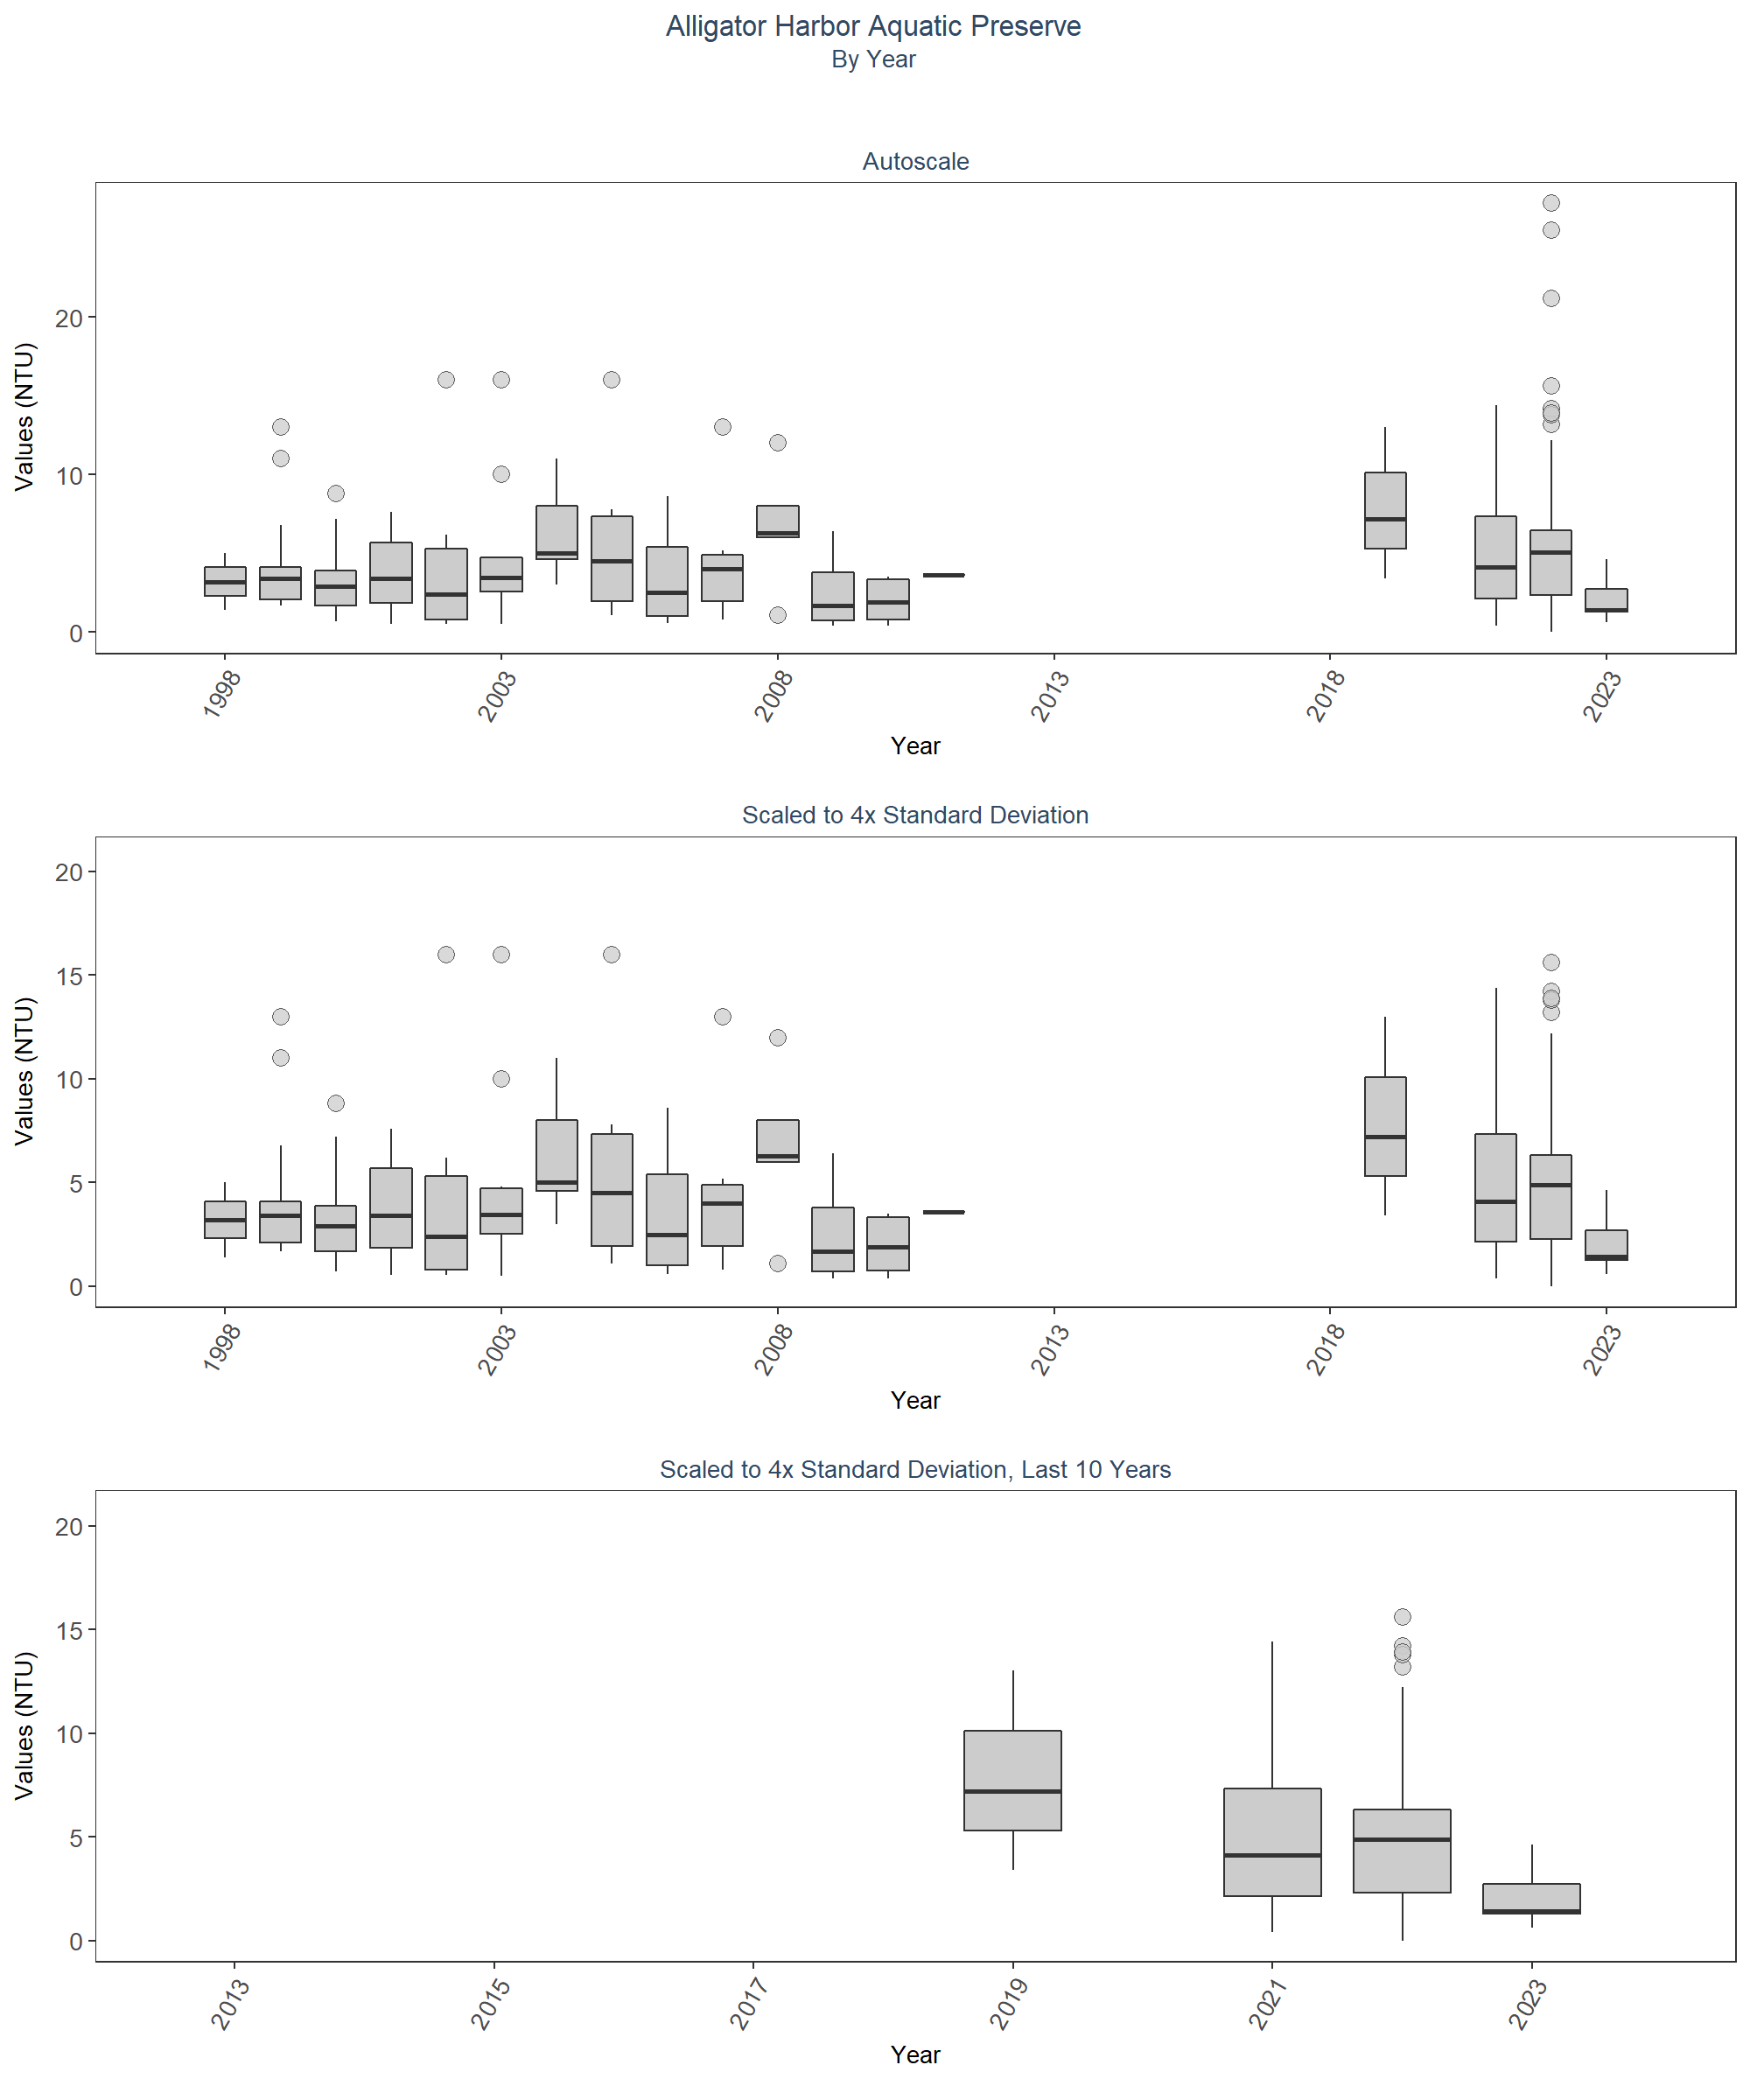 Alligator Harbor Aquatic Preserve
By Year
Autoscale
Values (NTU)
20
10
0
1998
2003
2008
2013
2018
2023
Year
Scaled to 4x Standard Deviation
Values (NTU)
20
15
10
5
0
1998
2003
2008
2013
2018
2023
Year
Scaled to 4x Standard Deviation, Last 10 Years
Values (NTU)
20
15
10
5
0
2013
2015
2017
2019
2021
2023
Year